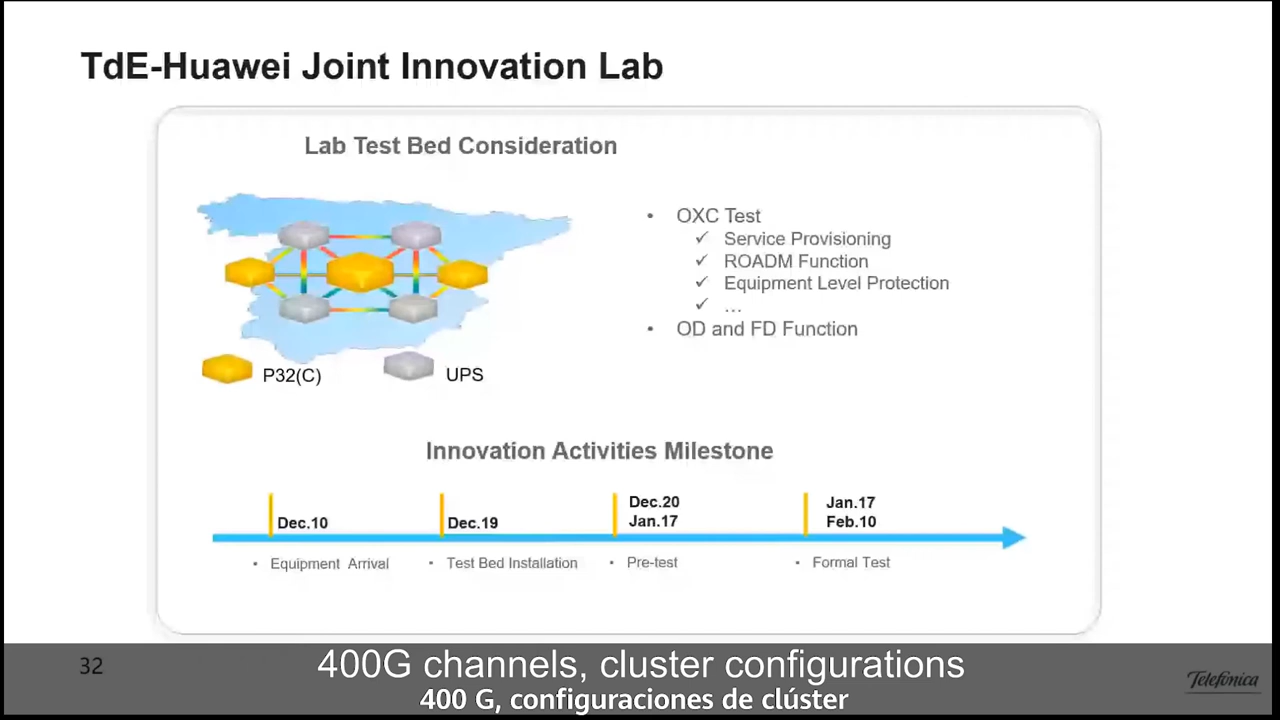 TdE-Huawei Joint Innovation Lab
Lab Test Bed Consideration
• OXC Test
✓ Service Provisioning
✓ ROADM Function
✓ Equipment Level Protection
✓ ...
• OD and FD Function
P32(C)
UPS
Innovation Activities Milestone
Dec.10
Dec.19
Dec.20
Jan.17
Jan.17
Feb.10
• Equipment Arrival
• Test Bed Installation
• Pre-test
• Formal Test
32
400G channels, cluster configurations
400 G, configuraciones de clúster
Telefónica